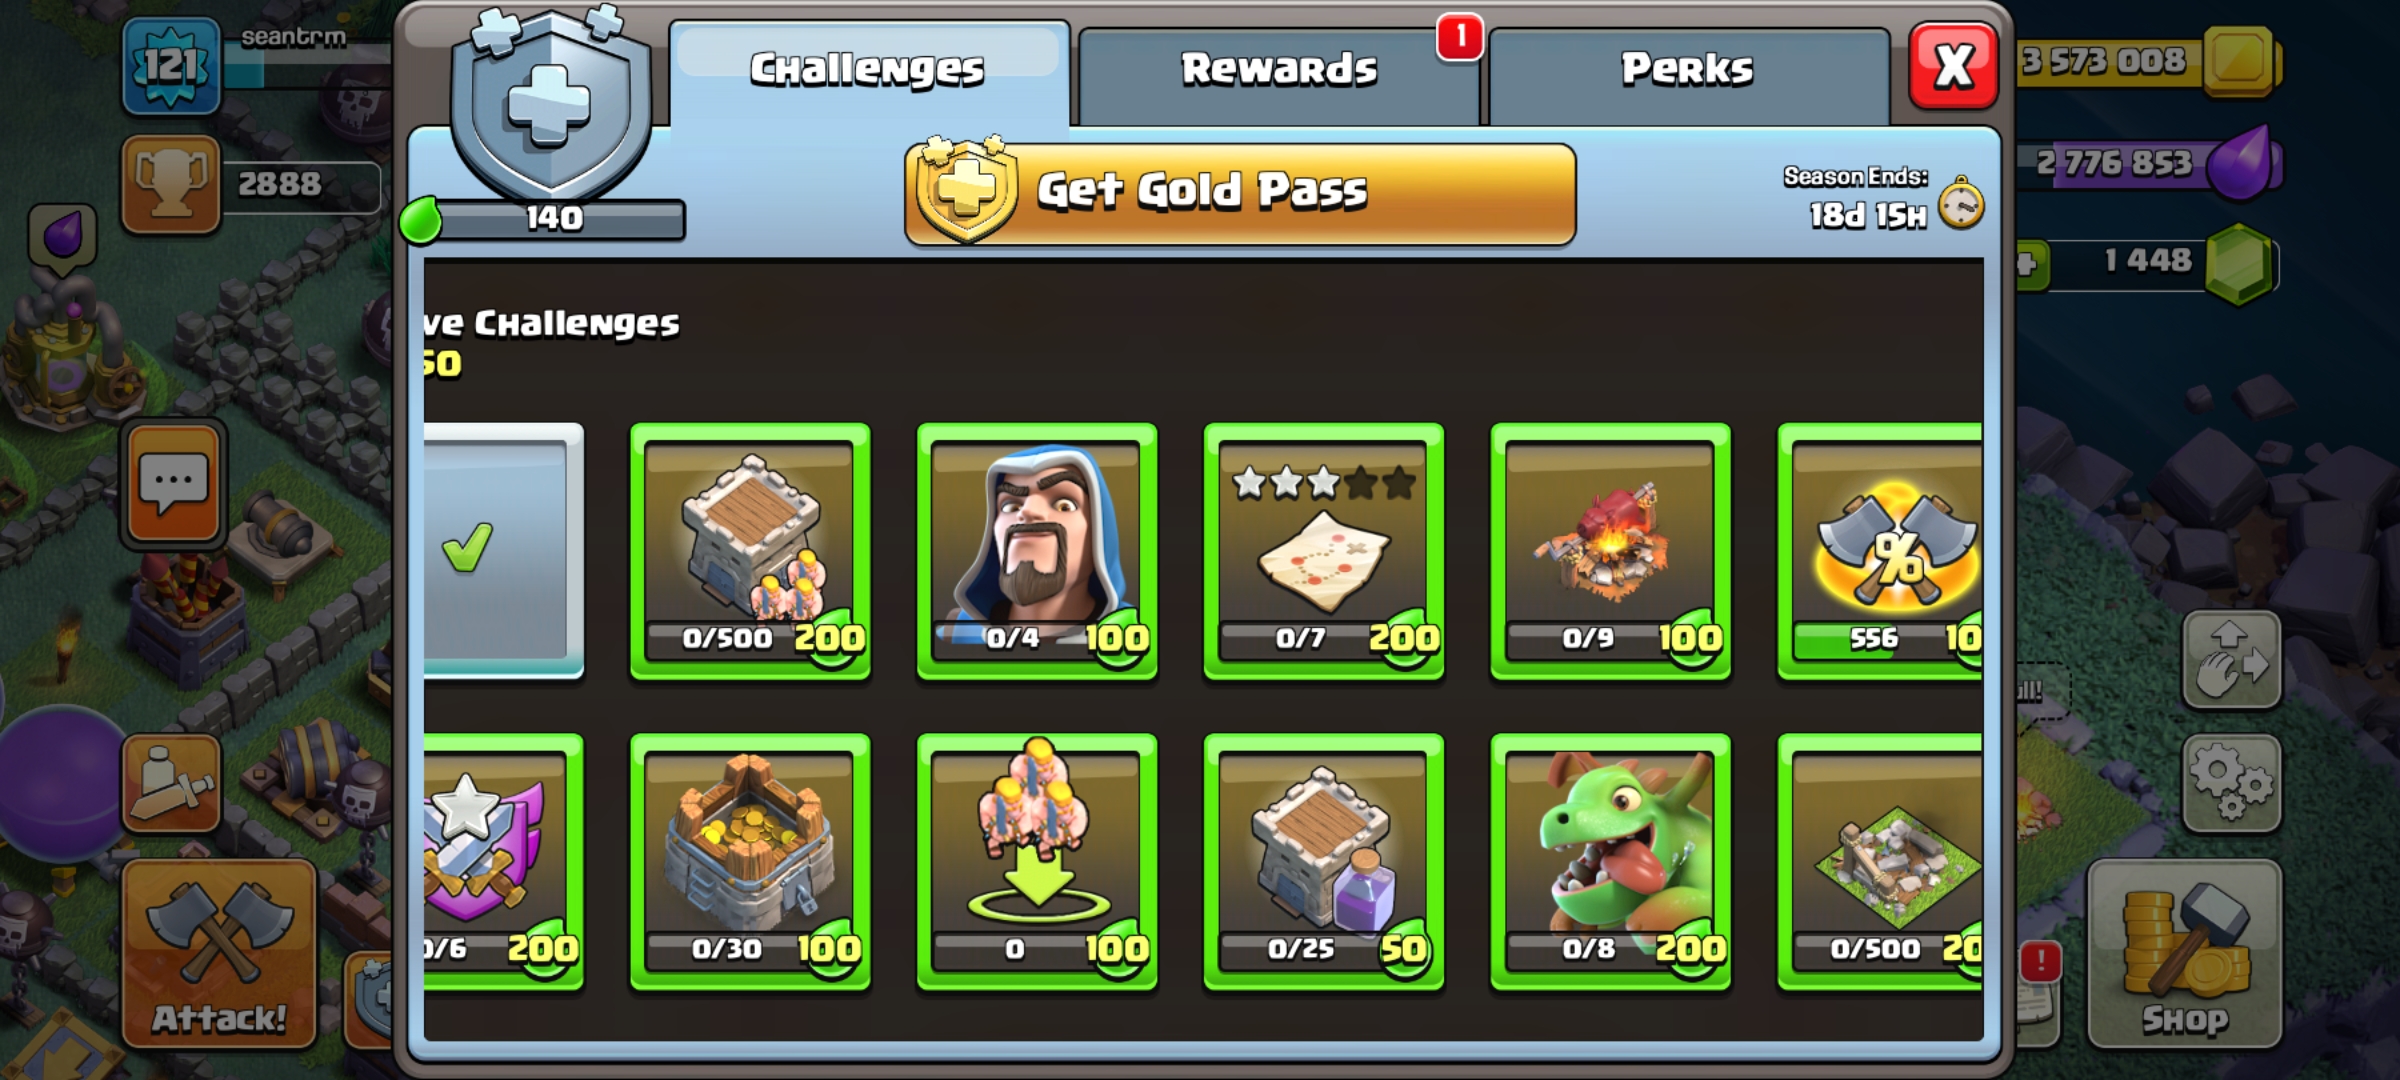 121
seantrm
2888
Attack!
140
Challenges
Rewards
1
Perks
X
Get Gold Pass
Season Ends:
18d 15H
3 573 008
2 776 853
1 448
ve Challenges
50
0/500 200
0/4 100
0/7 200
0/9 100
%
556 10
0/6 200
0/30 100
0 100
0/25 50
0/8 200
0/500 20
!
Shop